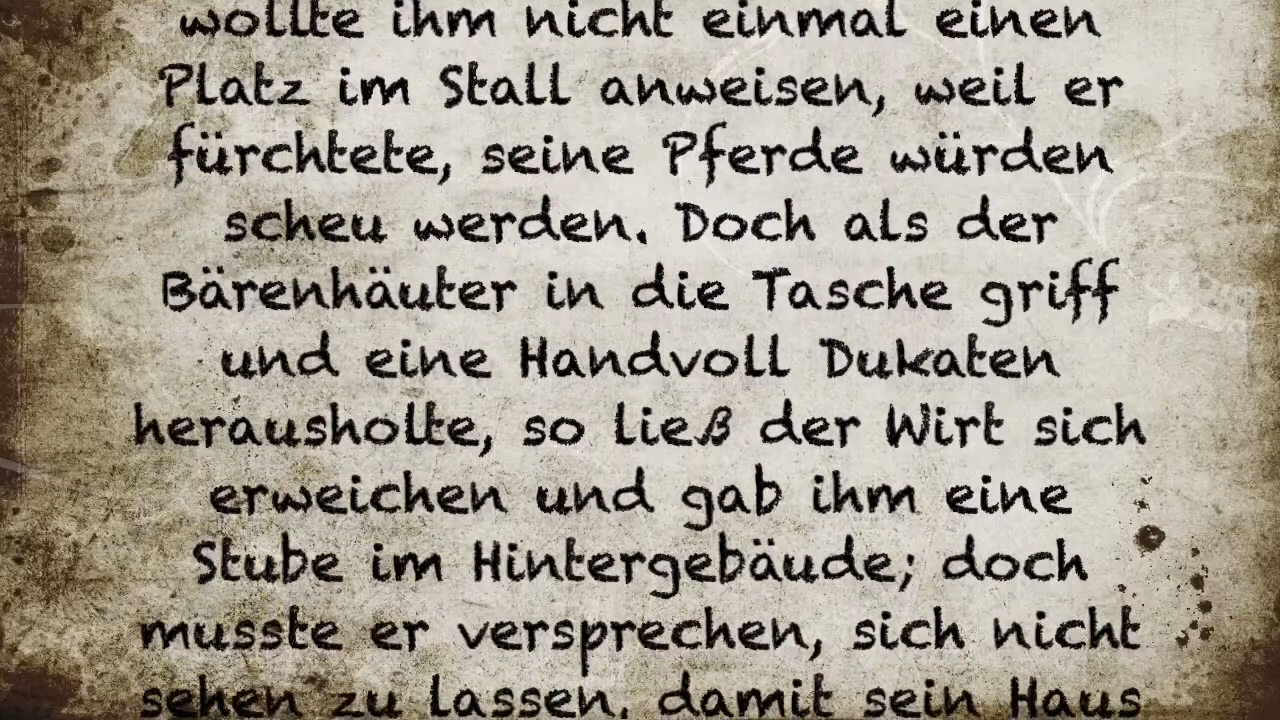 wollte ihm nicht einmal einen
Platz im Stall anweisen, weil er
fürchtete, seine Pferde würden
scheu werden. Doch als der
Bärenhäuter in die Tasche griff
und eine Handvoll Dukaten
herausholte, so ließ der Wirt sich
erweichen und gab ihm eine
Stube im Hintergebäude; doch
musste er versprechen, sich nicht
sehen zu lassen, damit sein Haus